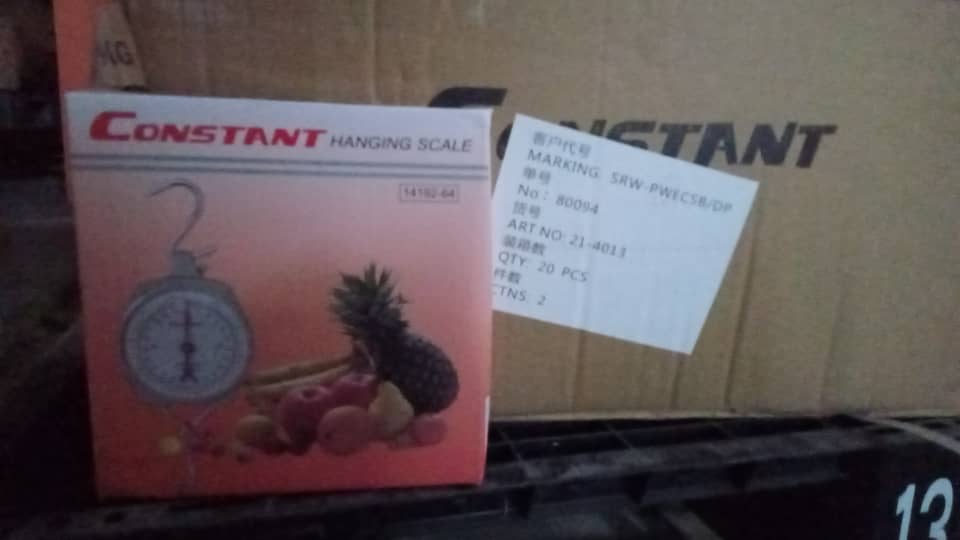 CONSTANT HANGING SCALE
14192-64
CONSTANT
客户代号
MARKING: SRW-PWECSB/DP
单号
No.: 80094
货号
ART NO: 21-4013
装箱数
QTY: 20 PCS
件数
CTNS: 2
13